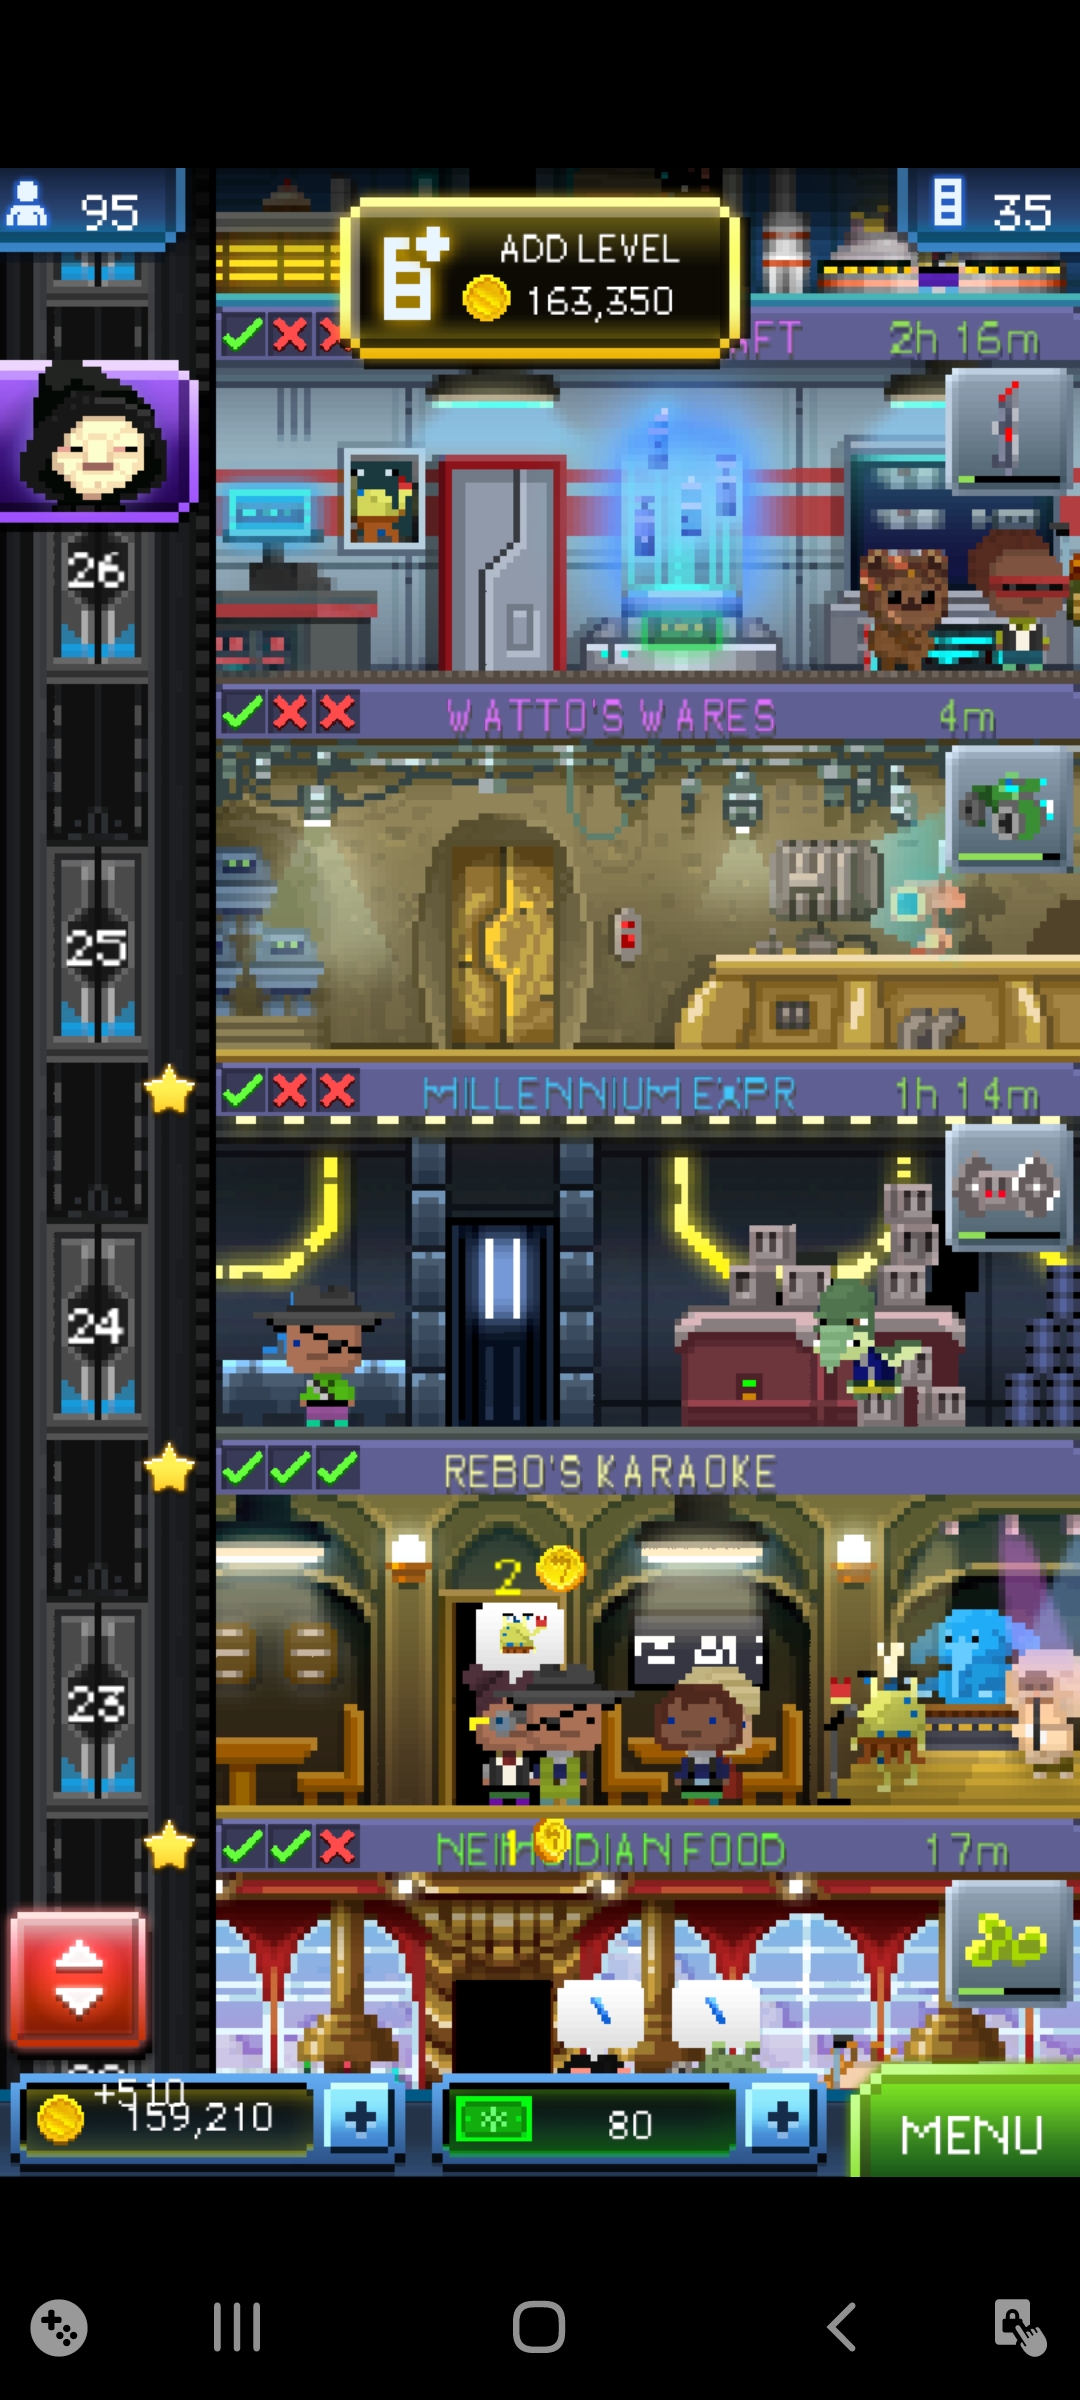 95
ADD LEVEL
163,350
35
2h 16m
26
WATTO'S WARES
4m
25
MILLENNIUM EXPR
1h 14m
24
REBO'S KARAOKE
2
23
1
17m
+510
159,210
80
MENU